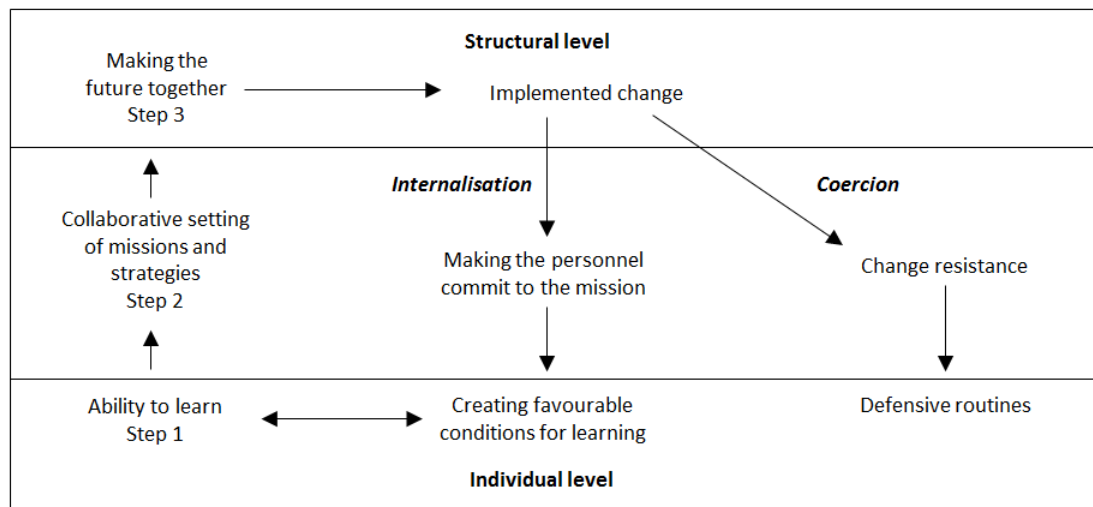 Structural level
Making the
future together
Step 3
Implemented change
Internalisation
Coercion
Collaborative setting
of missions and
strategies
Step 2
Making the personnel
commit to the mission
Change resistance
Ability to learn
Step 1
Creating favourable
conditions for learning
Defensive routines
Individual level